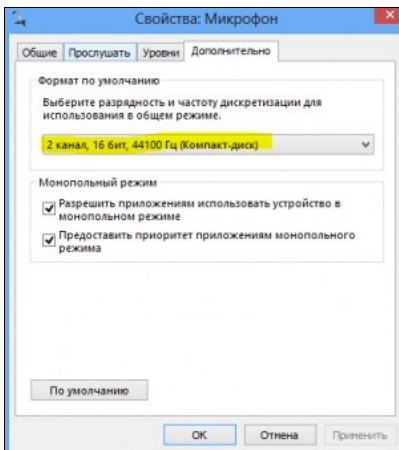 Свойства: Микрофон
Общие Прослушать Уровни Дополнительно
Формат по умолчанию
Выберите разрядность и частоту дискретизации для
использования в общем режиме.
2 канал, 16 бит, 44100 Гц (Компакт-диск)
Монопольный режим
Разрешить приложениям использовать устройство в
монопольном режиме
Предоставить приоритет приложениям монопольного
режима
По умолчанию
ОК Отмена Применить